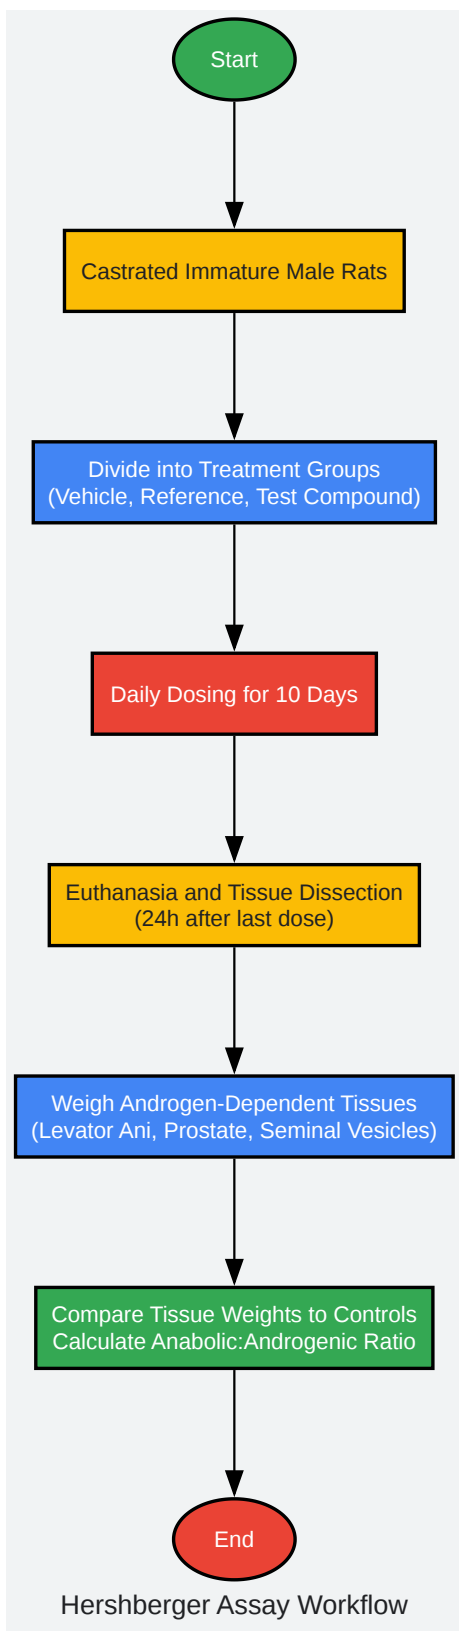 Start
Castrated Immature Male Rats
Divide into Treatment Groups
(Vehicle, Reference, Test Compound)
Daily Dosing for 10 Days
Euthanasia and Tissue Dissection
(24h after last dose)
Weigh Androgen-Dependent Tissues
(Levator Ani, Prostate, Seminal Vesicles)
Compare Tissue Weights to Controls
Calculate Anabolic:Androgenic Ratio
End
Hershberger Assay Workflow